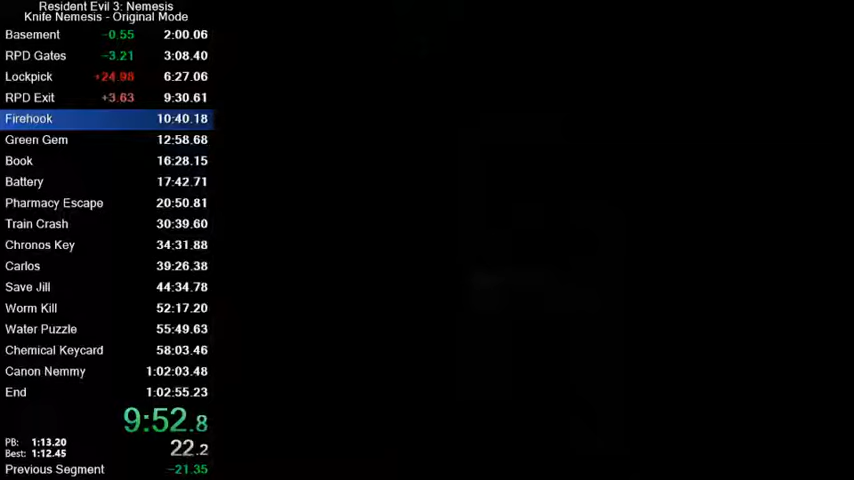 Resident Evil 3: Nemesis
Knife Nemesis - Original Mode
Basement -0.55 2:00.06
RPD Gates -3.21 3:08.40
Lockpick +24.98 6:27.06
RPD Exit +3.63 9:30.61
Firehook 10:40.18
Green Gem 12:58.68
Book 16:28.15
Battery 17:42.71
Pharmacy Escape 20:50.81
Train Crash 30:39.60
Chronos Key 34:31.88
Carlos 39:26.38
Save Jill 44:34.78
Worm Kill 52:17.20
Water Puzzle 55:49.63
Chemical Keycard 58:03.46
Canon Nemmy 1:02:03.48
End 1:02:55.23
9:52.8
PB: 1:13.20
Best: 1:12.45
22.2
Previous Segment -21.35